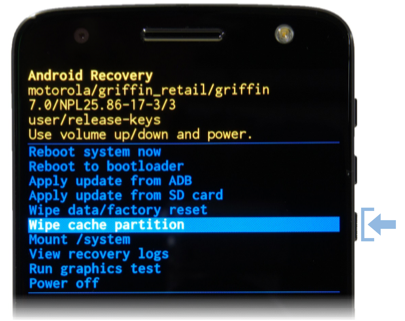 Android Recovery
motorola/griffin_retail/griffin
7.0/NPL25.86-17-3/3
user/release-keys
Use volume up/down and power.
Reboot system now
Reboot to bootloader
Apply update from ADB
Apply update from SD card
Wipe data/factory reset
Wipe cache partition
Mount /system
View recovery logs
Run graphics test
Power off